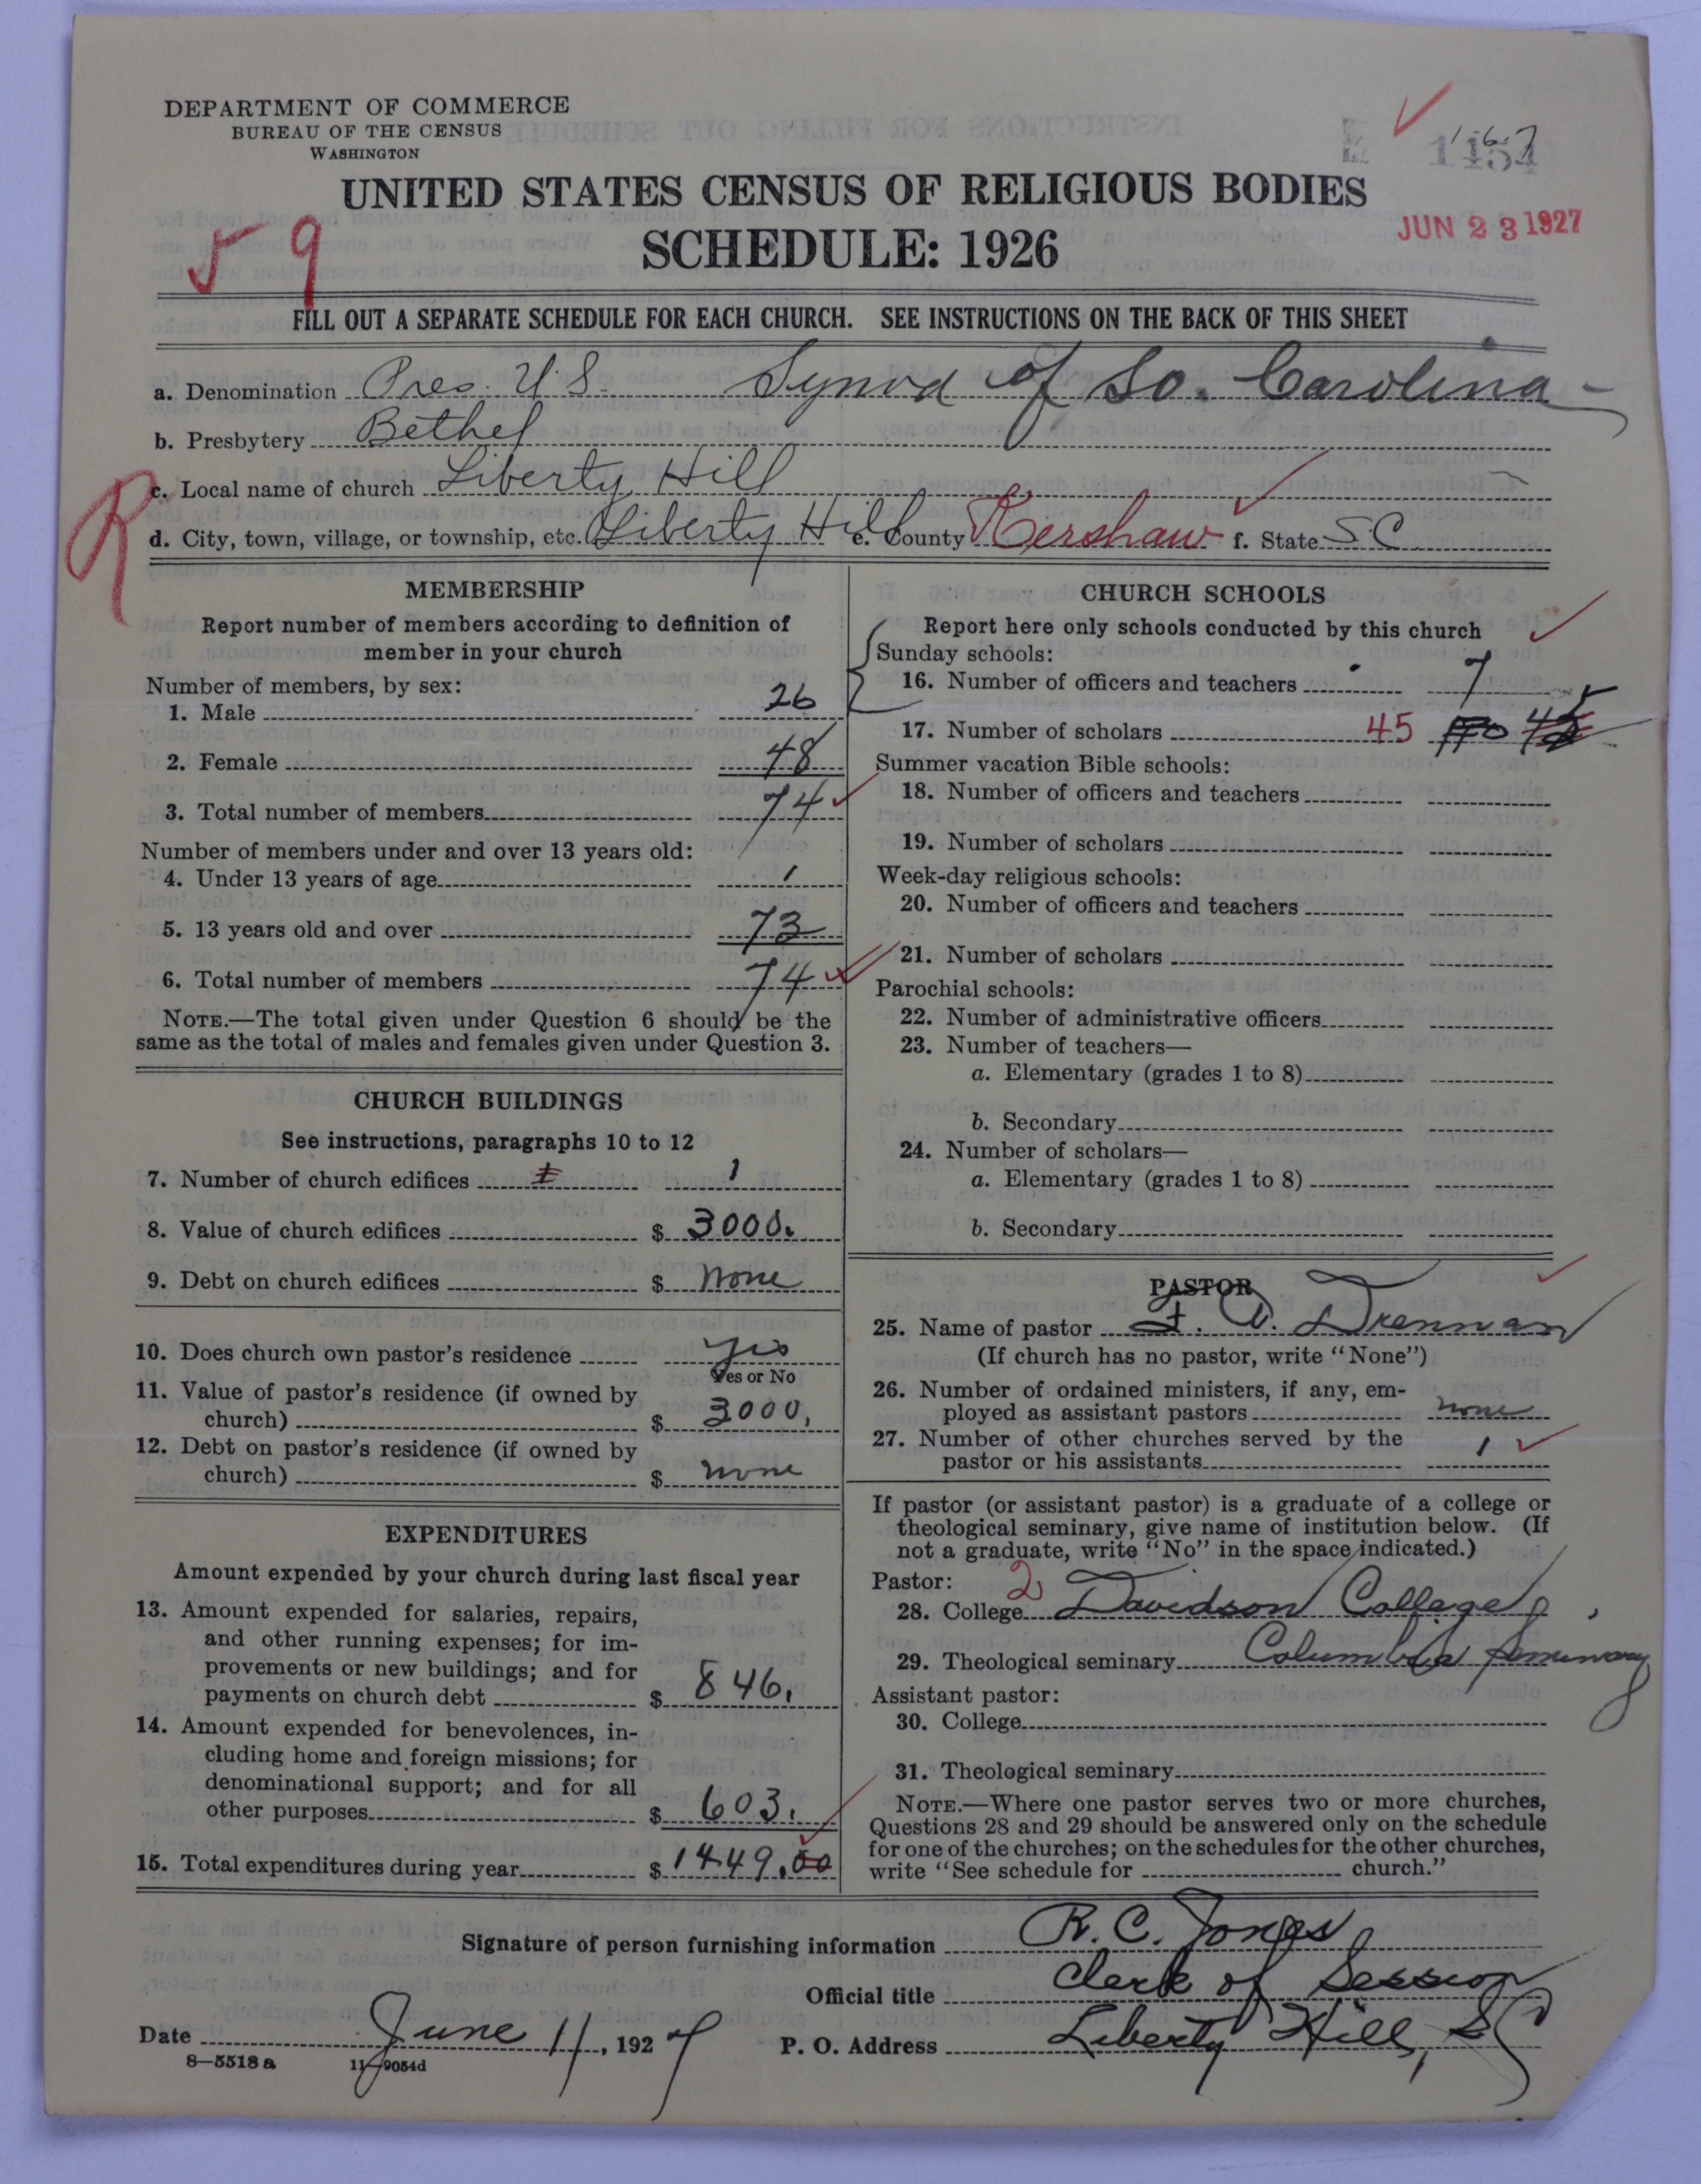 DEPARTMENT OF COMMERCE
BUREAU OF THE CENSUS
WASHINGTON
UNITED STATES CENSUS OF RELIGIOUS BODIES
SCHEDULE: 1926
JUN 23 1927
59
FILL OUT A SEPARATE SCHEDULE FOR EACH CHURCH. SEE INSTRUCTIONS ON THE BACK OF THIS SHEET
a. Denomination Pres. U.S. Synod of So. Carolina
b. Presbytery Bethel
c. Local name of church Liberty Hill
R
d. City, town, village, or township, etc. Liberty Hill e. County Kershaw f. State S.C.
MEMBERSHIP
Report number of members according to definition of
member in your church
Number of members, by sex:
1. Male 26
2. Female 48
3. Total number of members 74
Number of members under and over 13 years old:
4. Under 13 years of age 1
5. 13 years old and over 73
6. Total number of members 74
NOTE.—The total given under Question 6 should be the
same as the total of males and females given under Question 3.
CHURCH BUILDINGS
See instructions, paragraphs 10 to 12
7. Number of church edifices 1
8. Value of church edifices $ 3000.
9. Debt on church edifices $ none
10. Does church own pastor's residence yes
Yes or No
11. Value of pastor's residence (if owned by
church) $ 3000.
12. Debt on pastor's residence (if owned by
church) $ none
EXPENDITURES
Amount expended by your church during last fiscal year
13. Amount expended for salaries, repairs,
and other running expenses; for im-
provements or new buildings; and for
payments on church debt $ 846.
14. Amount expended for benevolences, in-
cluding home and foreign missions; for
denominational support; and for all
other purposes $ 603.
15. Total expenditures during year $ 1449.00
CHURCH SCHOOLS
Report here only schools conducted by this church
Sunday schools:
16. Number of officers and teachers 7
17. Number of scholars 45
Summer vacation Bible schools:
18. Number of officers and teachers
19. Number of scholars
Week-day religious schools:
20. Number of officers and teachers
21. Number of scholars
Parochial schools:
22. Number of administrative officers
23. Number of teachers—
a. Elementary (grades 1 to 8)
b. Secondary
24. Number of scholars—
a. Elementary (grades 1 to 8)
b. Secondary
PASTOR
25. Name of pastor Drennan
(If church has no pastor, write "None")
26. Number of ordained ministers, if any, em-
ployed as assistant pastors none
27. Number of other churches served by the
pastor or his assistants 1
If pastor (or assistant pastor) is a graduate of a college or
theological seminary, give name of institution below. (If
not a graduate, write "No" in the space indicated.)
Pastor: 2
28. College Davidson College,
29. Theological seminary Columbia Seminary
Assistant pastor:
30. College
31. Theological seminary
NOTE.—Where one pastor serves two or more churches,
Questions 28 and 29 should be answered only on the schedule
for one of the churches; on the schedules for the other churches,
write "See schedule for church."
Signature of person furnishing information R. C. Jones
Official title Clerk of Session
Date June 11, 1927 P. O. Address Liberty Hill, S.C.
8—5518a 11—9054d